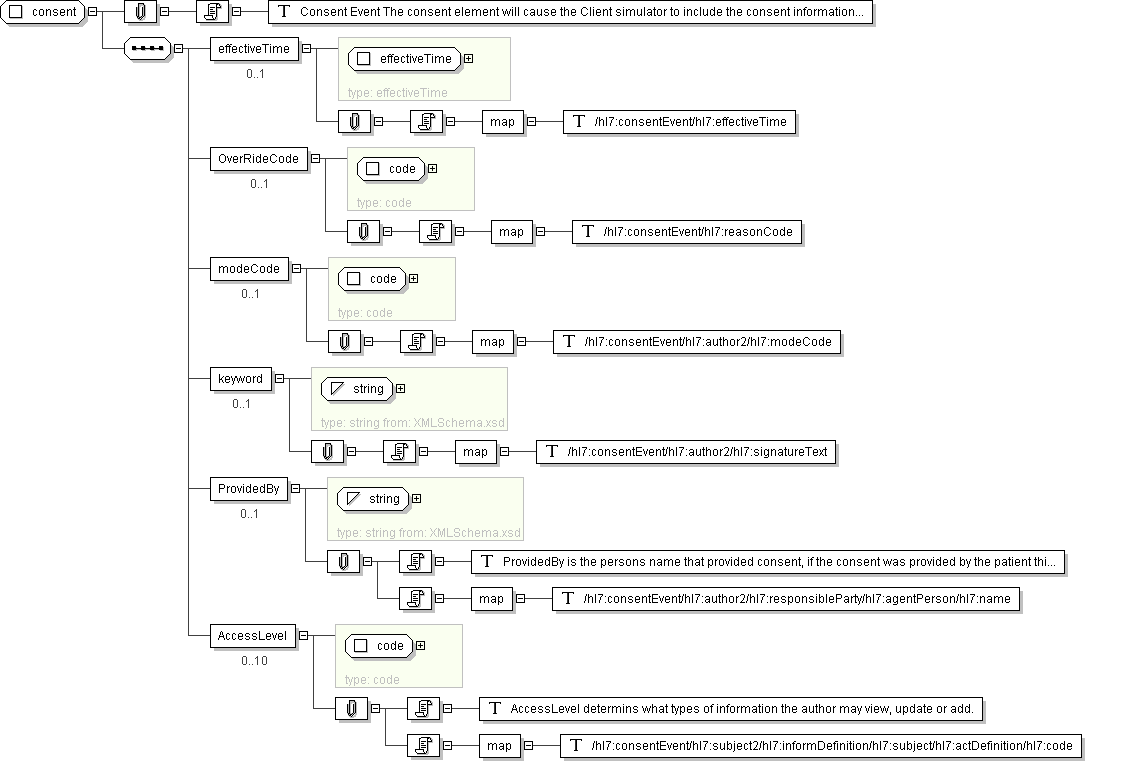 consent
T Consent Event The consent element will cause the Client simulator to include the consent information...
effectiveTime
0..1
effectiveTime
type: effectiveTime
map
T /hl7:consentEvent/hl7:effectiveTime
OverRideCode
0..1
code
type: code
map
T /hl7:consentEvent/hl7:reasonCode
modeCode
0..1
code
type: code
map
T /hl7:consentEvent/hl7:author2/hl7:modeCode
keyword
0..1
string
type: string from: XMLSchema.xsd
map
T /hl7:consentEvent/hl7:author2/hl7:signatureText
ProvidedBy
0..1
string
type: string from: XMLSchema.xsd
T ProvidedBy is the persons name that provided consent, if the consent was provided by the patient thi...
map
T /hl7:consentEvent/hl7:author2/hl7:responsibleParty/hl7:agentPerson/hl7:name
AccessLevel
0..10
code
type: code
T AccessLevel determins what types of information the author may view, update or add.
map
T /hl7:consentEvent/hl7:subject2/hl7:informDefinition/hl7:subject/hl7:actDefinition/hl7:code